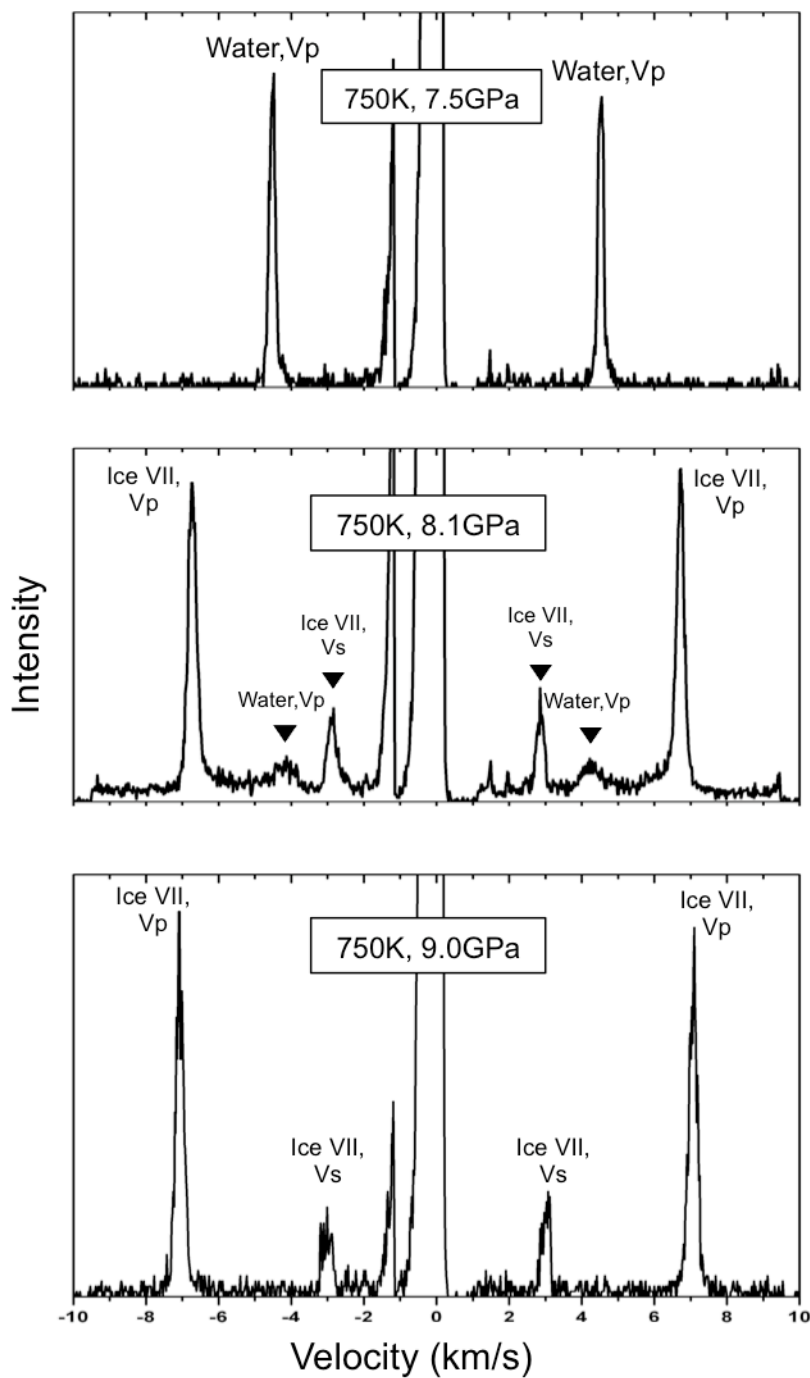 Water,Vp
Water,Vp
750K, 7.5GPa
Ice VII,
Vp
Ice VII,
Vp
750K, 8.1GPa
Ice VII,
Vs
Ice VII,
Vs
Water,Vp
Water,Vp
Intensity
Ice VII,
Vp
Ice VII,
Vp
750K, 9.0GPa
Ice VII,
Vs
Ice VII,
Vs
-10 -8 -6 -4 -2 0 2 4 6 8 10
Velocity (km/s)